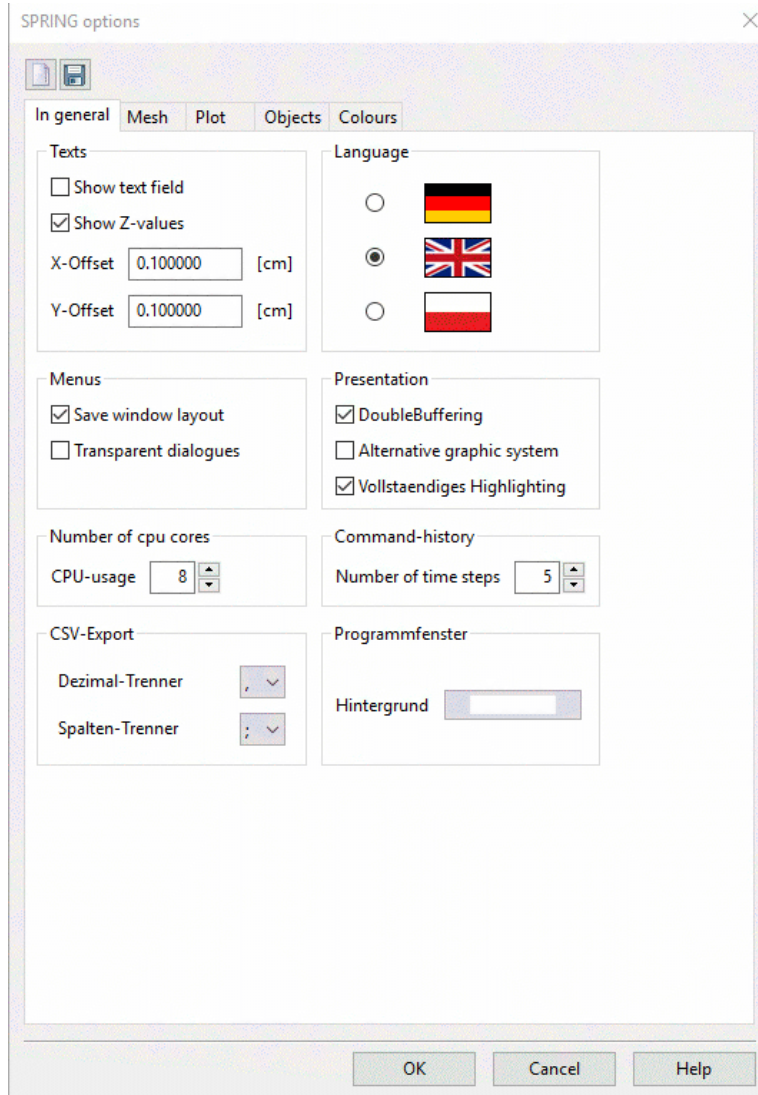 SPRING options
In general Mesh Plot Objects Colours
Texts
Show text field
Show Z-values
X-Offset 0.100000 [cm]
Y-Offset 0.100000 [cm]
Language
Menus
Save window layout
Transparent dialogues
Presentation
DoubleBuffering
Alternative graphic system
Vollstaendiges Highlighting
Number of cpu cores
CPU-usage 8
Command-history
Number of time steps 5
CSV-Export
Dezimal-Trenner ,
Spalten-Trenner ;
Programmfenster
Hintergrund
OK Cancel Help